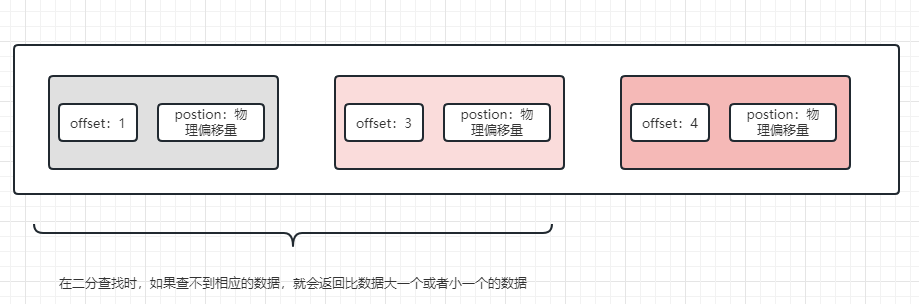 offset：1
postion：物
理偏移量
offset：3
postion：物
理偏移量
offset：4
postion：物
理偏移量
在二分查找时，如果查不到相应的数据，就会返回比数据大一个或者小一个的数据